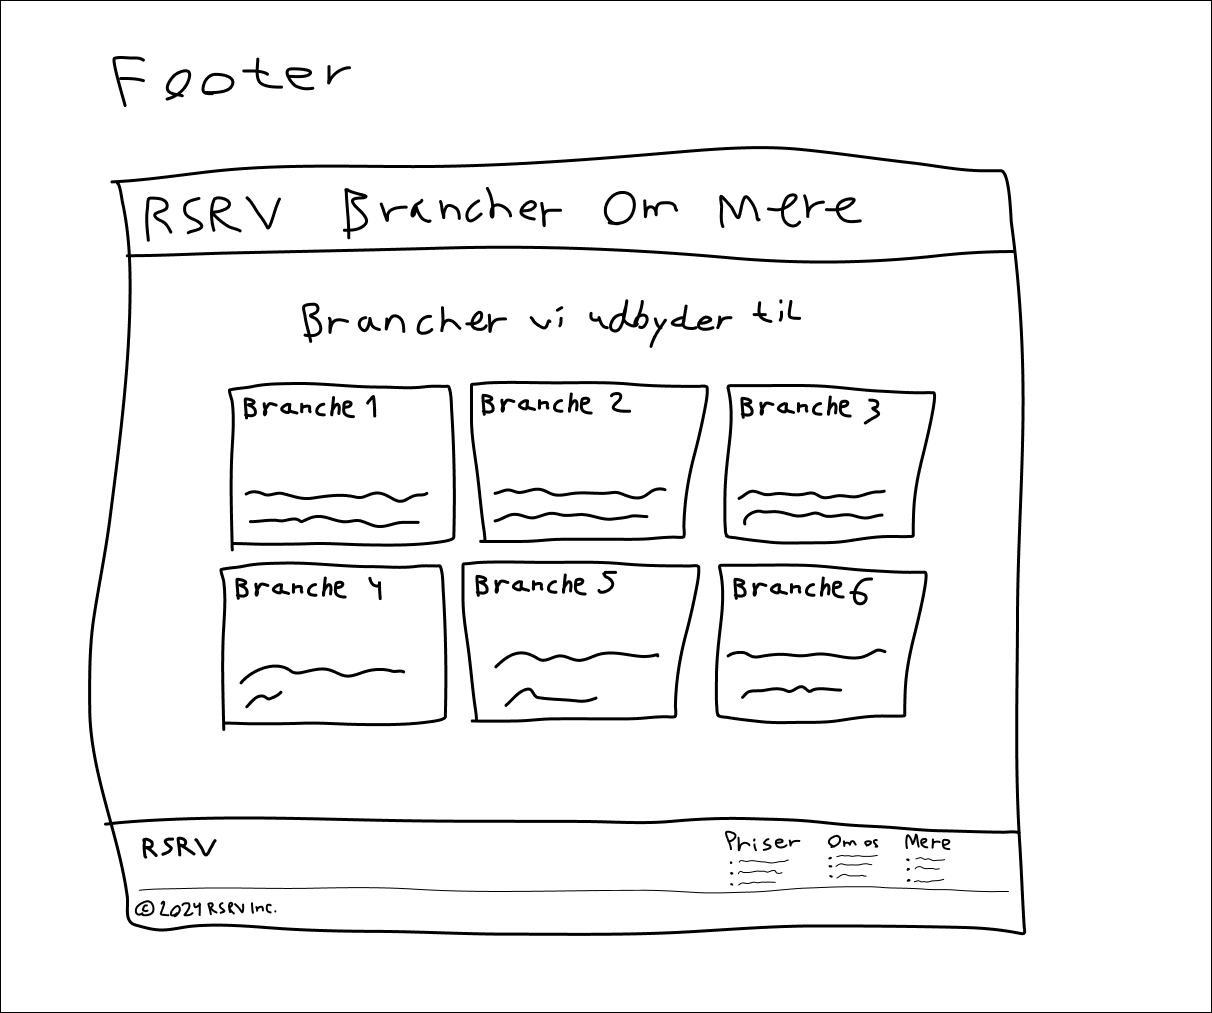 Footer
RSRV Brancher Om Mere
Brancher vi udbyder til
Branche 1 Branche 2 Branche 3
Branche 4 Branche 5 Branche 6
RSRV Priser Om os Mere
© 2024 RSRV Inc.